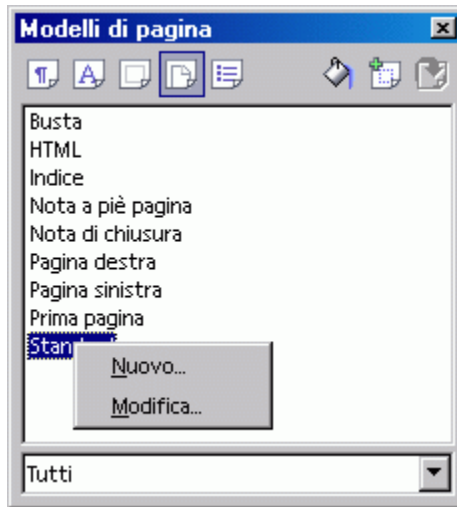 Modelli di pagina
Busta
HTML
Indice
Nota a piè pagina
Nota di chiusura
Pagina destra
Pagina sinistra
Prima pagina
Nuovo...
Modifica...
Tutti